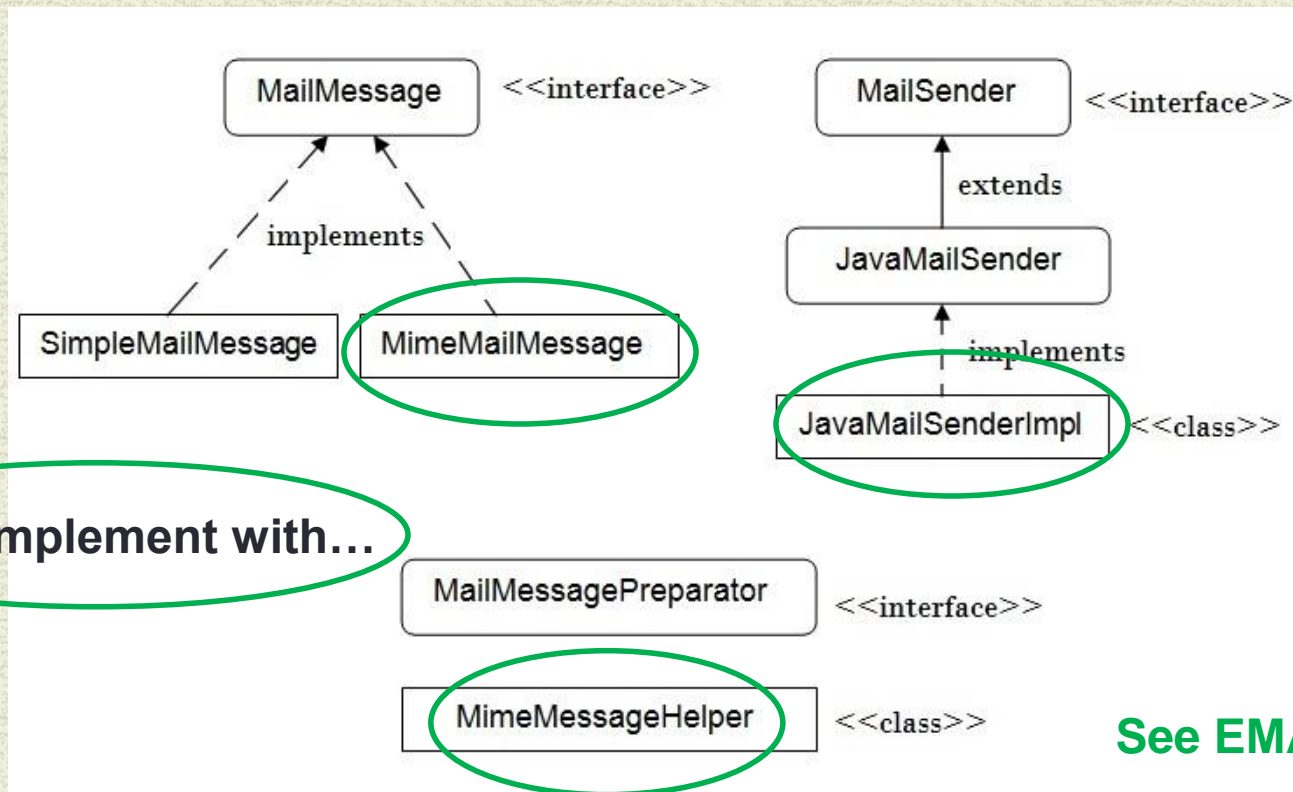 MailMessage <<interface>>
MailSender <<interface>>
extends
implements
JavaMailSender
SimpleMailMessage
MimeMailMessage
implements
JavaMailSenderImpl <<class>>
mplement with…
MailMessagePreparator <<interface>>
MimeMessageHelper <<class>>
See